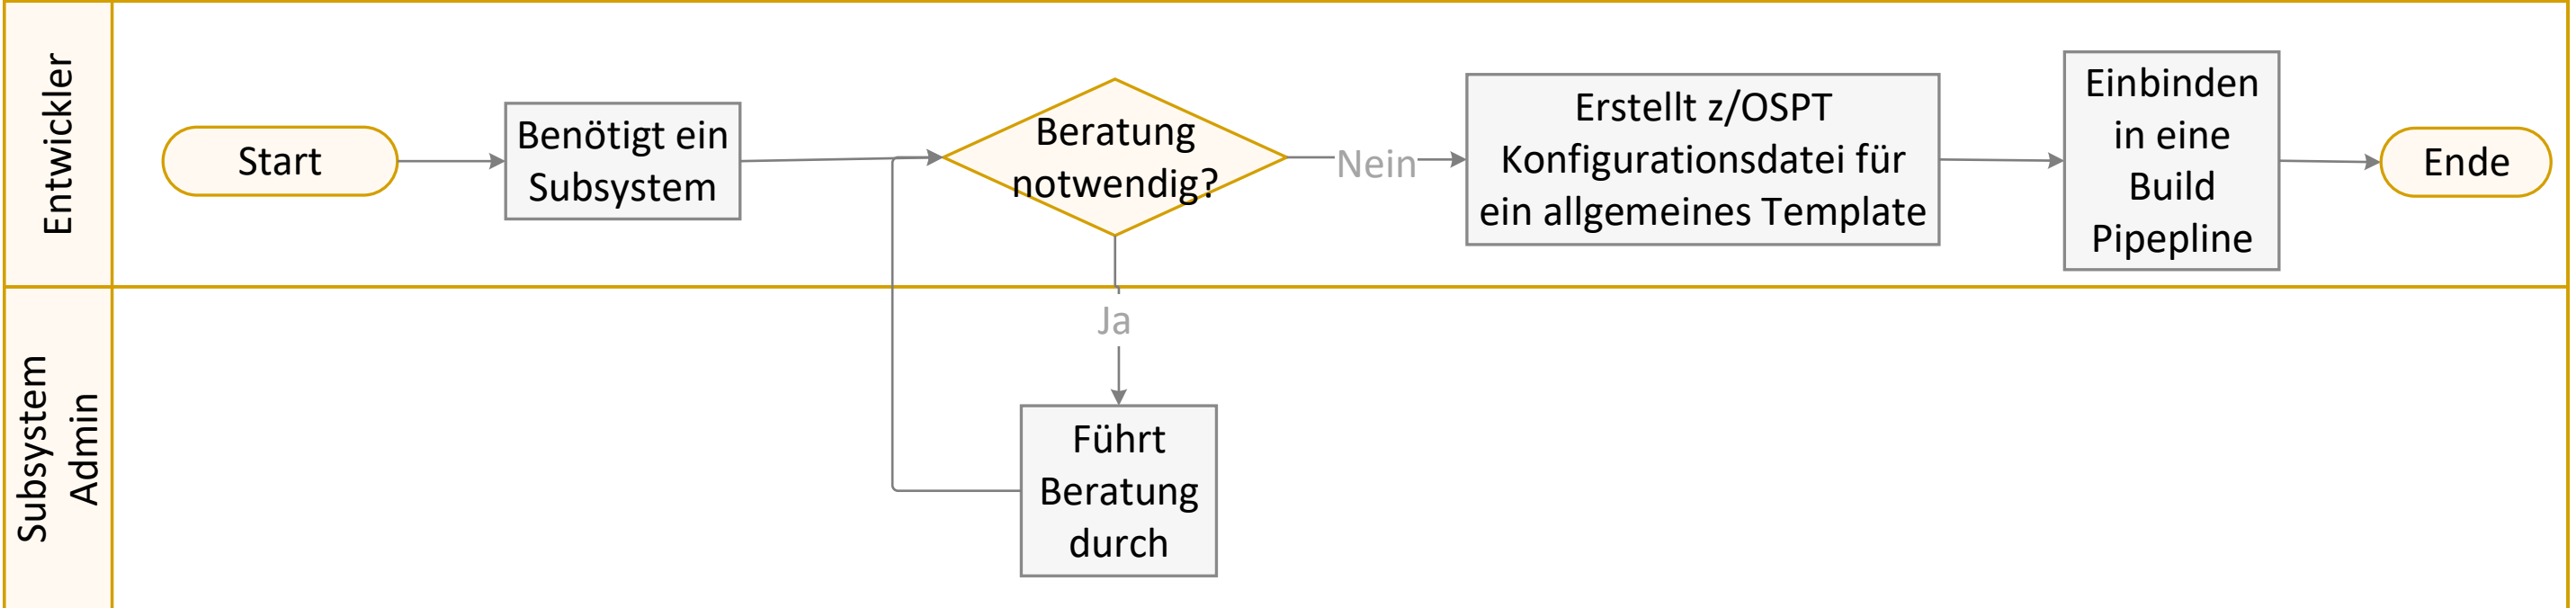 Entwickler
Start
Benötigt ein
Subsystem
Beratung
notwendig?
Nein
Erstellt z/OSPT
Konfigurationsdatei für
ein allgemeines Template
Einbinden
in eine
Build
Pipepline
Ende
Subsystem
Admin
Ja
Führt
Beratung
durch